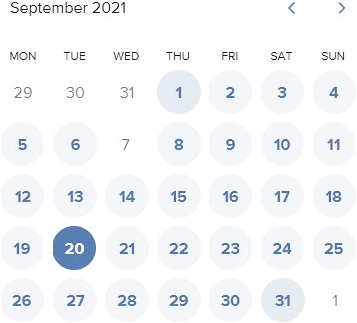 September 2021
MON TUE WED THU FRI SAT SUN
29 30 31 1 2 3 4
5 6 7 8 9 10 11
12 13 14 15 16 17 18
19 20 21 22 23 24 25
26 27 28 29 30 31 1